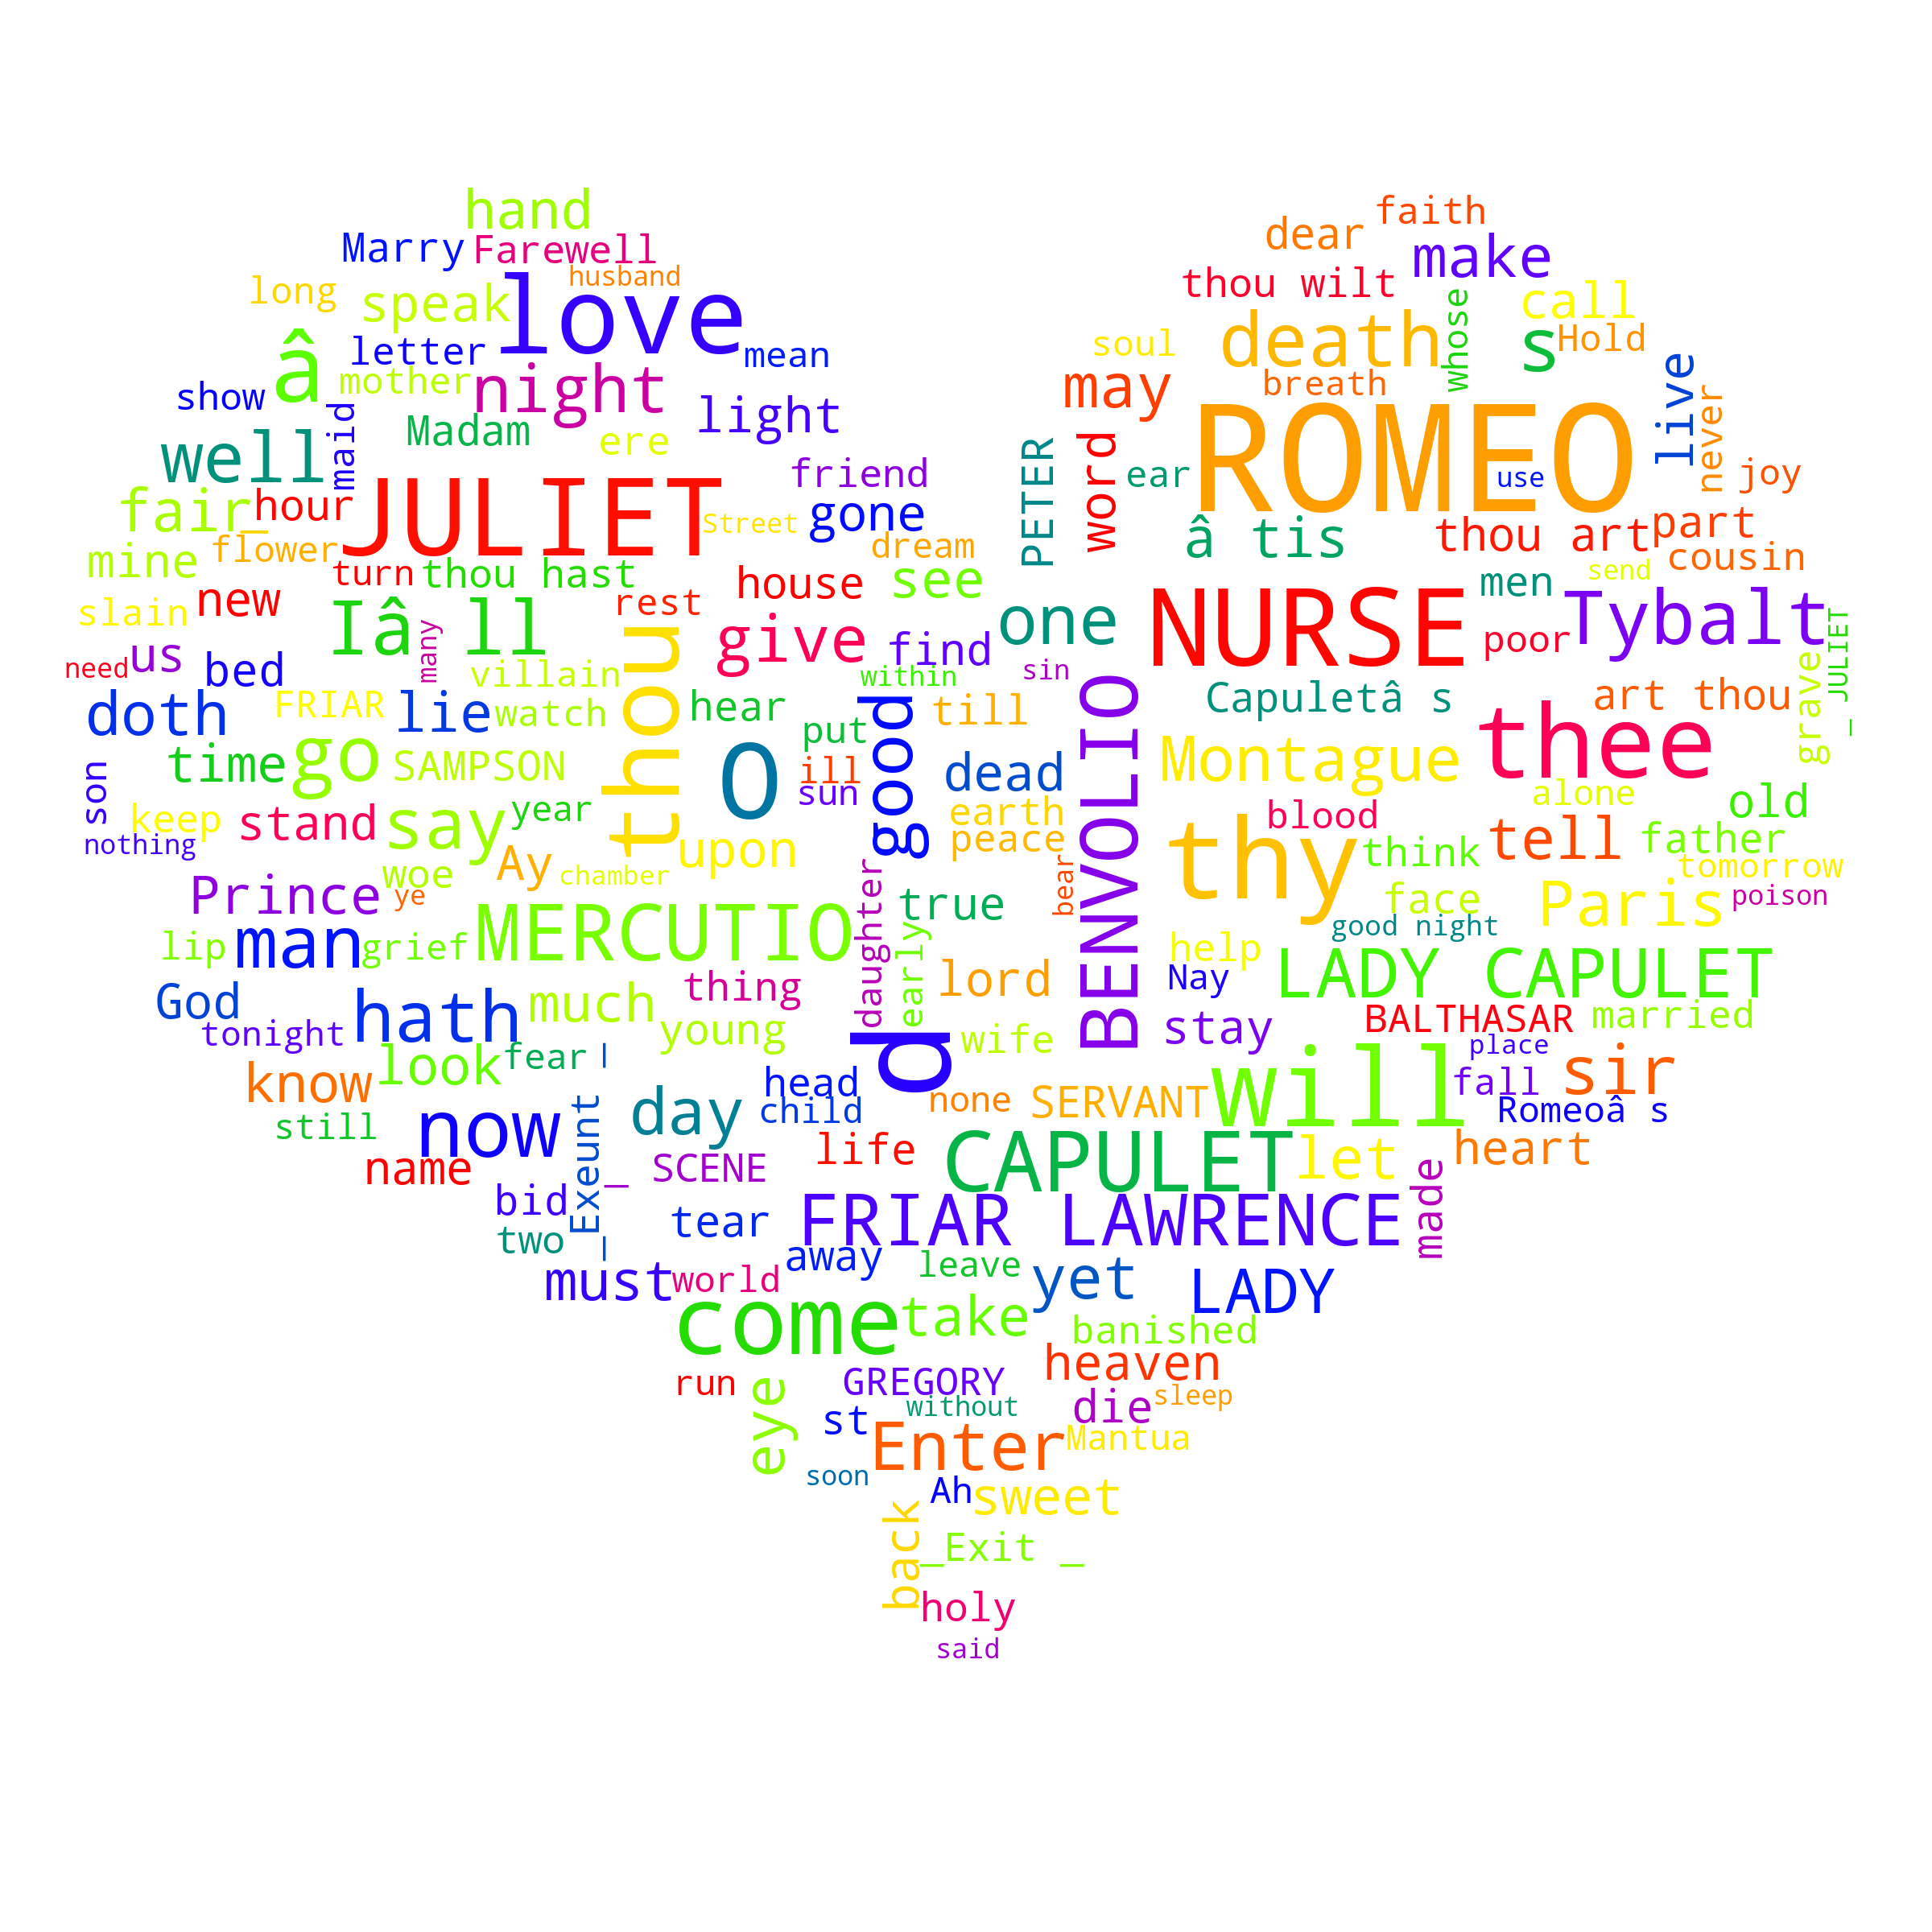 hand
faith
dear
Marry
Farewell
make
husband
thou wilt
long
speak
love
call
whose
death
s
Hold
soul
letter
mean
â
mother
night
may
breath
live
show
maid
Madam
ere
light
ROMEO
never
well
friend
PETER
word
ear
use
joy
fair
_hour
JULIET
Street
gone
â tis
thou art
part
mine
flower
dream
cousin
turn
thou hast
house
see
men
send
slain
new
Iâ ll
many
rest
one
NURSE
Tybalt
need
us
bed
villain
thou
give
find
within
sin
poor
_ JULIET
doth
FRIAR
lie
watch
hear
good
till
BENVOLIO
Capuletâ s
art thou
grave
time
go
SAMPSON
O
put
dead
Montague
thee
son
ill
sun
keep
stand
say
year
earth
blood
alone
old
nothing
woe
Ay
chamber
upon
peace
thy
think
tell
father
tomorrow
Prince
ye
daughter
true
bear
face
Paris
poison
lip
man
grief
MERCUTIO
early
good night
help
God
hath
much
thing
lord
Nay
LADY CAPULET
tonight
young
d
wife
stay
BALTHASAR
married
look
fear
place
know
head
will
fall
sir
still
now
_Exeunt _
day
child
none
SERVANT
Romeoâ s
name
_ SCENE
life
CAPULET
let
heart
bid
two
tear
FRIAR LAWRENCE
made
must
world
away
leave
yet
LADY
come
take
banished
heaven
run
GREGORY
die
sleep
eye
st
without
Enter
Mantua
soon
Ah
sweet
back
_Exit _
holy
said